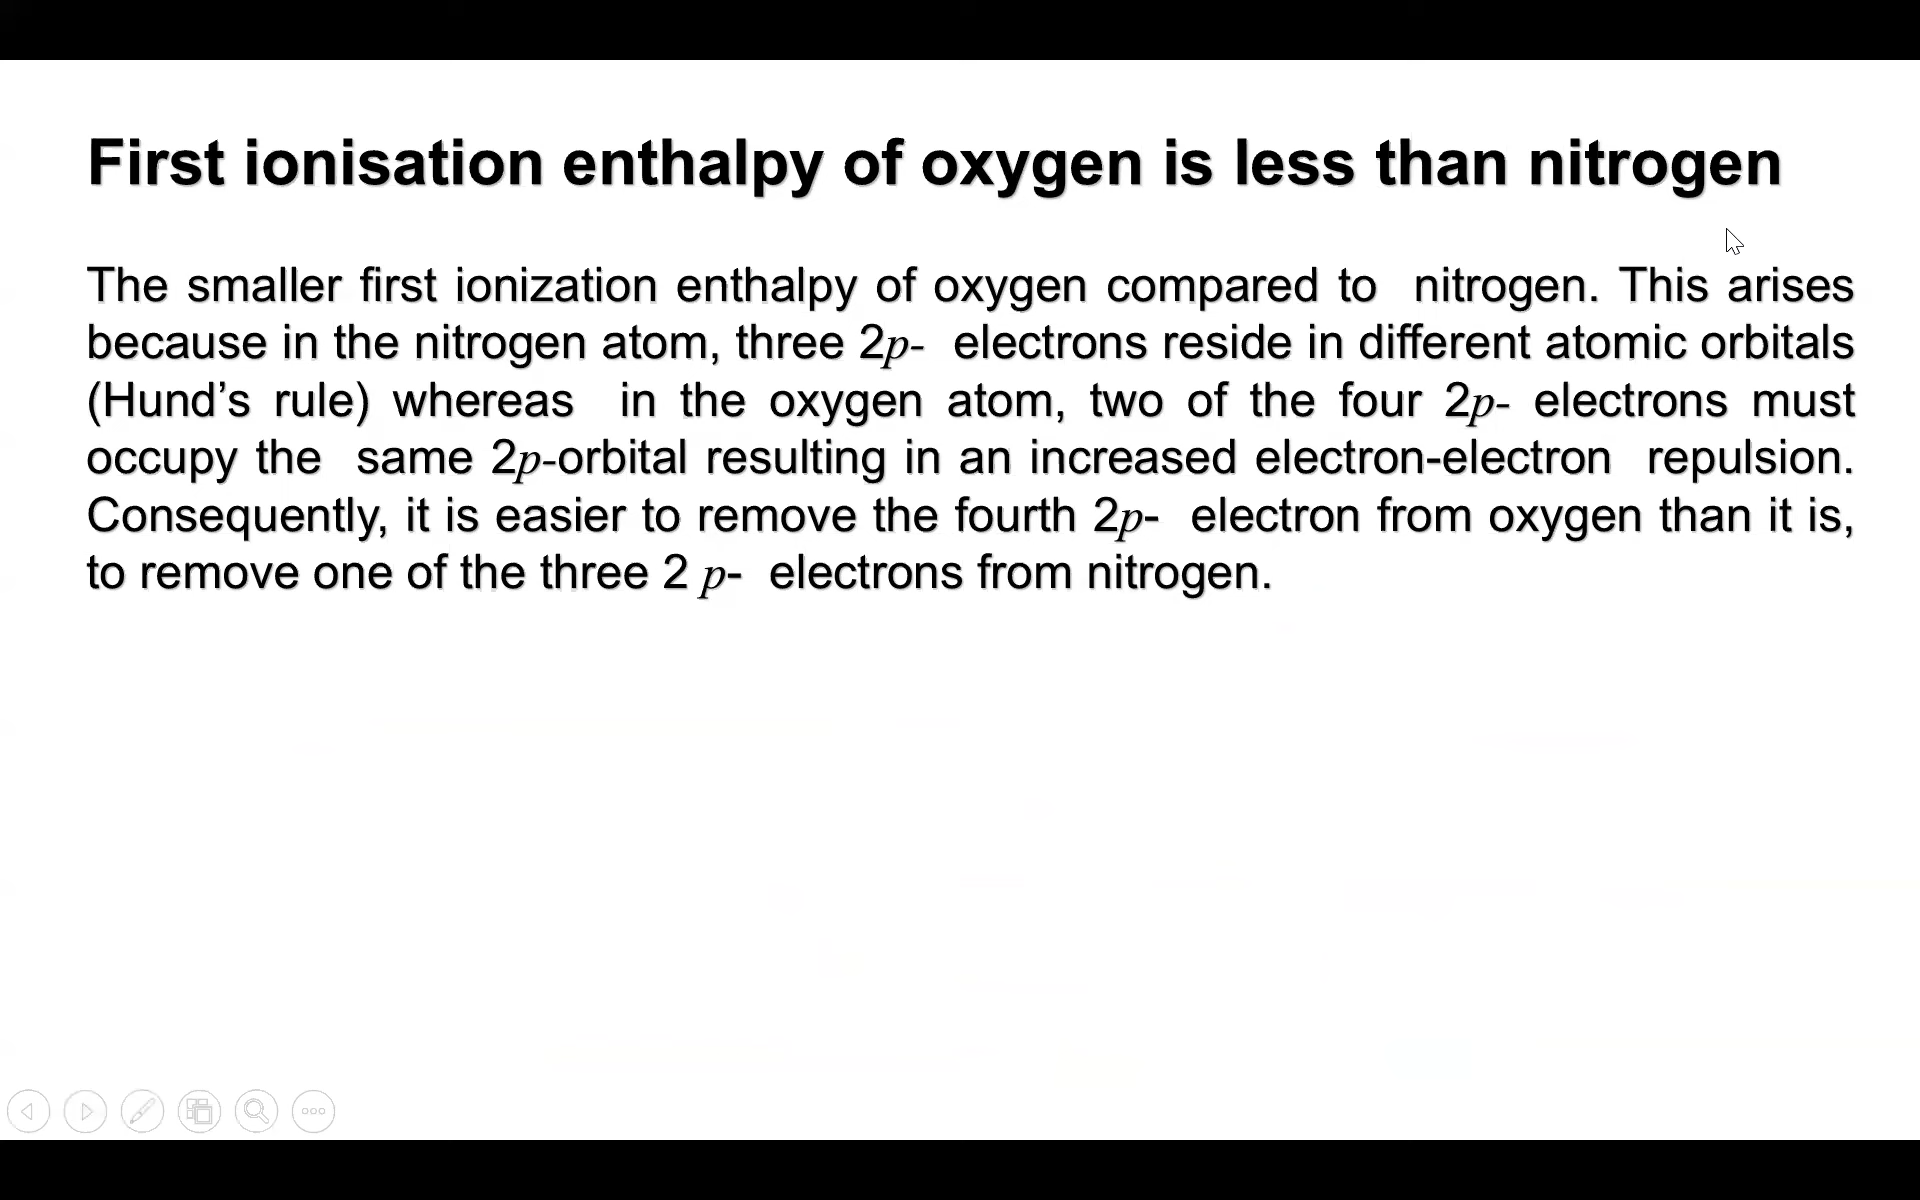 First ionisation enthalpy of oxygen is less than nitrogen
The smaller first ionization enthalpy of oxygen compared to nitrogen. This arises
because in the nitrogen atom, three 2p- electrons reside in different atomic orbitals
(Hund’s rule) whereas in the oxygen atom, two of the four 2p- electrons must
occupy the same 2p-orbital resulting in an increased electron-electron repulsion.
Consequently, it is easier to remove the fourth 2p- electron from oxygen than it is,
to remove one of the three 2 p- electrons from nitrogen.